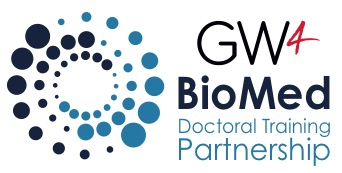 GW4
BioMed
Doctoral Training
Partnership